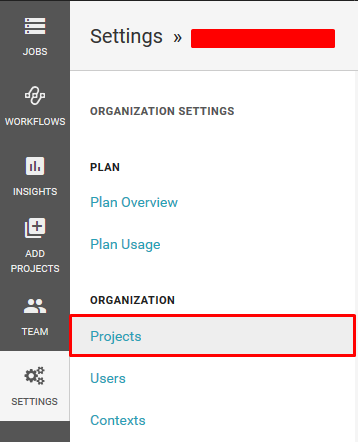 Settings »
JOBS
WORKFLOWS
INSIGHTS
ADD
PROJECTS
TEAM
SETTINGS
ORGANIZATION SETTINGS
PLAN
Plan Overview
Plan Usage
ORGANIZATION
Projects
Users
Contexts